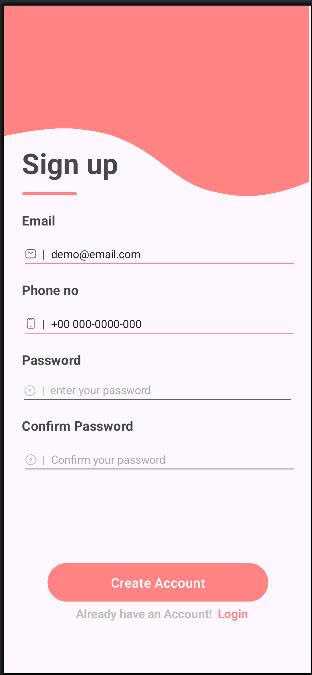 Sign up
Email
| demo@email.com
Phone no
| +00 000-0000-000
Password
| enter your password
Confirm Password
| Confirm your password
Create Account
Already have an Account! Login